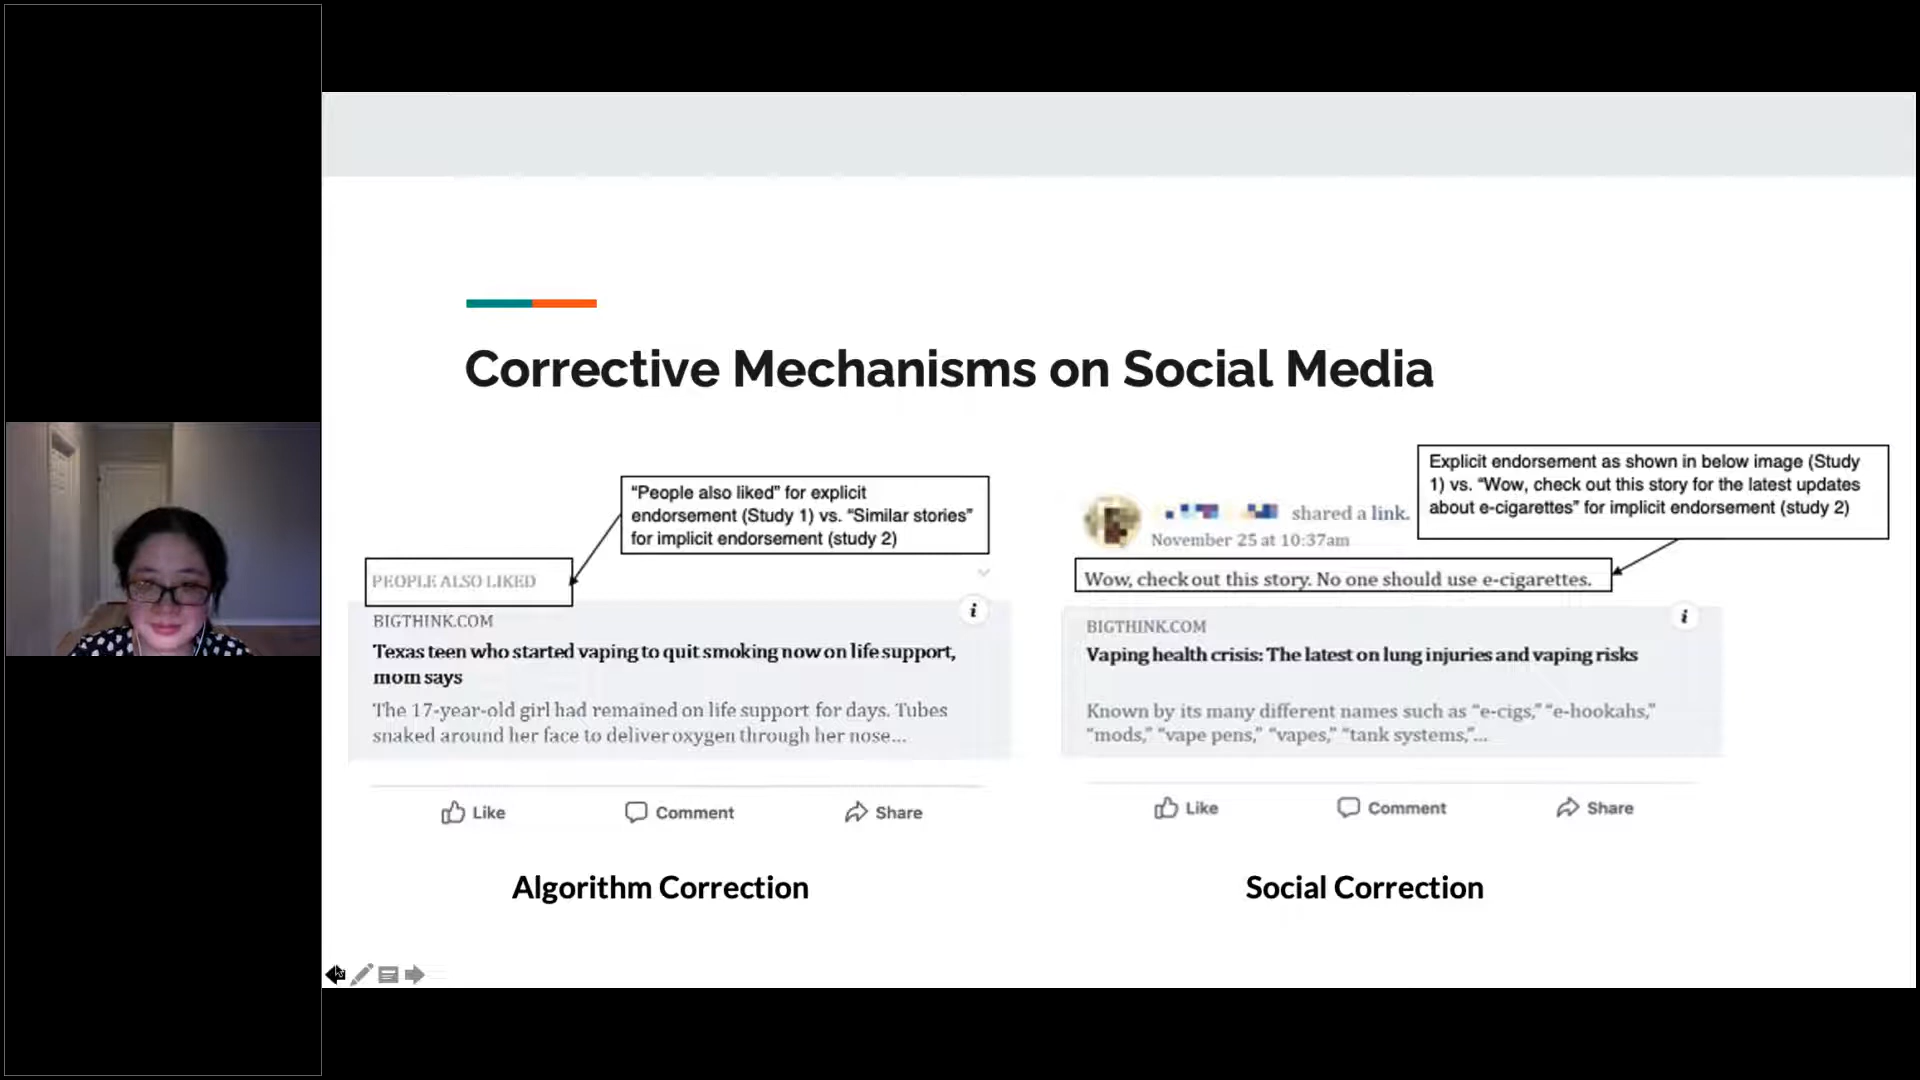 Corrective Mechanisms on Social Media
“People also liked” for explicit
endorsement (Study 1) vs. “Similar stories”
for implicit endorsement (study 2)
PEOPLE ALSO LIKED
BIGTHINK.COM
Texas teen who started vaping to quit smoking now on life support,
mom says
The 17-year-old girl had remained on life support for days. Tubes
snaked around her face to deliver oxygen through her nose...
Like
Comment
Share
Algorithm Correction
Explicit endorsement as shown in below image (Study
1) vs. “Wow, check out this story for the latest updates
about e-cigarettes” for implicit endorsement (study 2)
shared a link.
November 25 at 10:37am
Wow, check out this story. No one should use e-cigarettes.
BIGTHINK.COM
Vaping health crisis: The latest on lung injuries and vaping risks
Known by its many different names such as “e-cigs,” “e-hookahs,”
“mods,” “vape pens,” “vapes,” “tank systems,”...
Like
Comment
Share
Social Correction